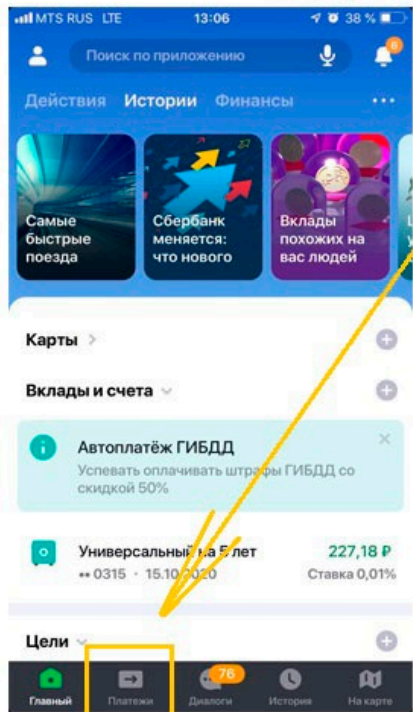 MTS RUS LTE 13:06 38 %
Поиск по приложению
6
Действия Истории Финансы
Самые
быстрые
поезда
Сбербанк
меняется:
что нового
Вклады
похожих на
вас людей
Карты
Вклады и счета
Автоплатёж ГИБДД
Успевать оплачивать штрафы ГИБДД со
скидкой 50%
Универсальный на 5 лет 227,18 ₽
•• 0315 · 15.10.2020 Ставка 0,01%
Цели
76
Главный Платежи Диалоги История На карте